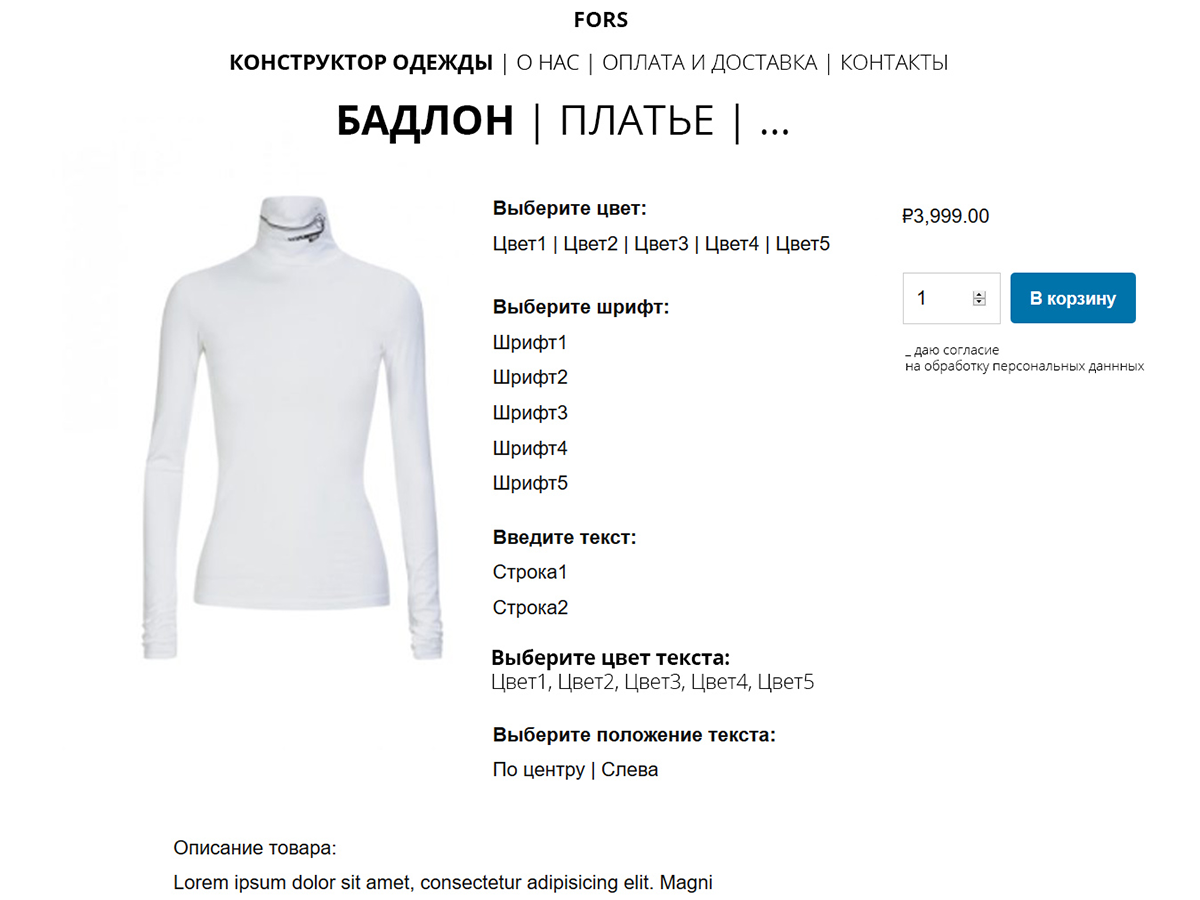 FORS
КОНСТРУКТОР ОДЕЖДЫ | О НАС | ОПЛАТА И ДОСТАВКА | КОНТАКТЫ
БАДЛОН | ПЛАТЬЕ | ...
Выберите цвет:
Цвет1 | Цвет2 | Цвет3 | Цвет4 | Цвет5
Выберите шрифт:
Шрифт1
Шрифт2
Шрифт3
Шрифт4
Шрифт5
Введите текст:
Строка1
Строка2
Выберите цвет текста:
Цвет1, Цвет2, Цвет3, Цвет4, Цвет5
Выберите положение текста:
По центру | Слева
₽3,999.00
1
В корзину
_ даю согласие
на обработку персональных даннных
Описание товара:
Lorem ipsum dolor sit amet, consectetur adipisicing elit. Magni